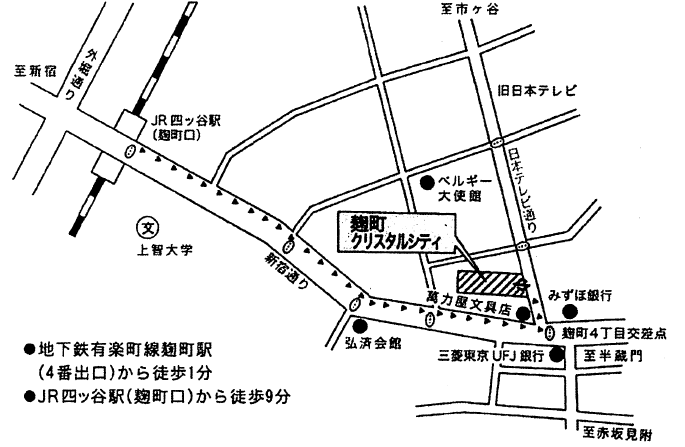 至市ヶ谷
至新宿
外堀通り
旧日本テレビ
JR四ッ谷駅
(麹町口)
日本テレビ通り
ベルギー
大使館
文
上智大学
麹町
クリスタルシティ
新宿通り
萬力屋文具店
みずほ銀行
麹町4丁目交差点
弘済会館
三菱東京UFJ銀行
至半蔵門
●地下鉄有楽町線麹町駅
(4番出口)から徒歩1分
●JR四ッ谷駅(麹町口)から徒歩9分
至赤坂見附